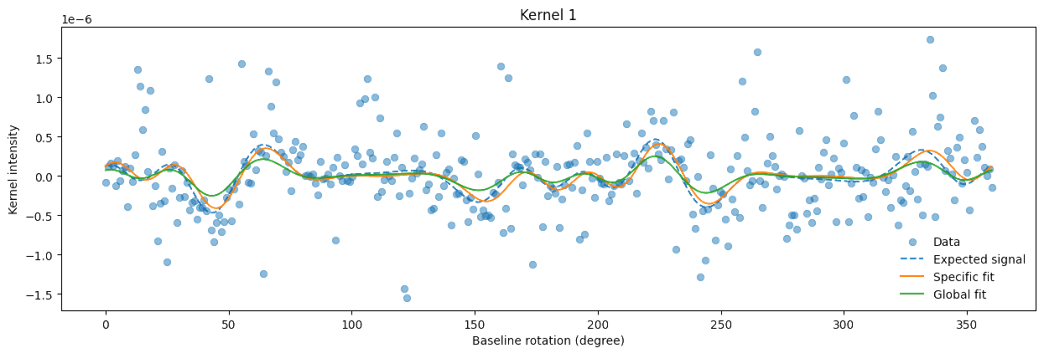 Kernel 1
1e−6
Kernel intensity
1.5
1.0
0.5
0.0
−0.5
−1.0
−1.5
Data
Expected signal
Specific fit
Global fit
0 50 100 150 200 250 300 350
Baseline rotation (degree)